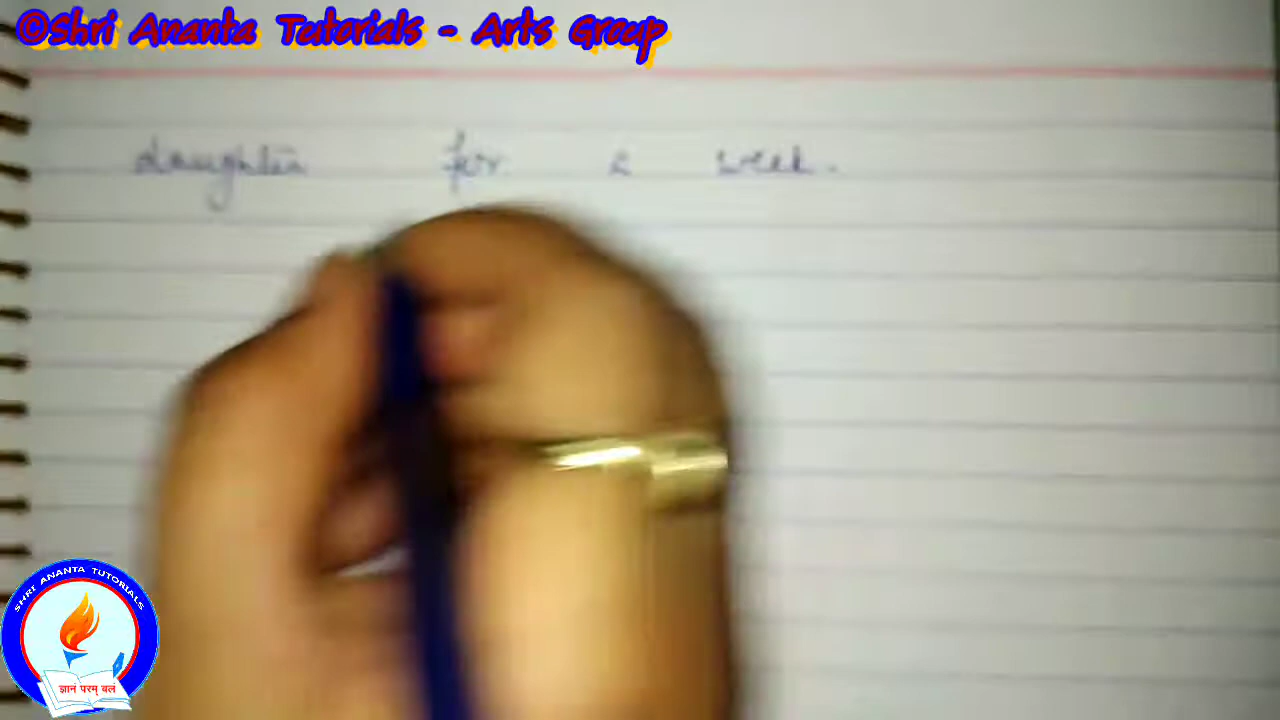 ©Shri Ananta Tutorials - Arts Group
daughter for a week.
SHRI ANANTA TUTORIALS
ज्ञानं परम् बलं